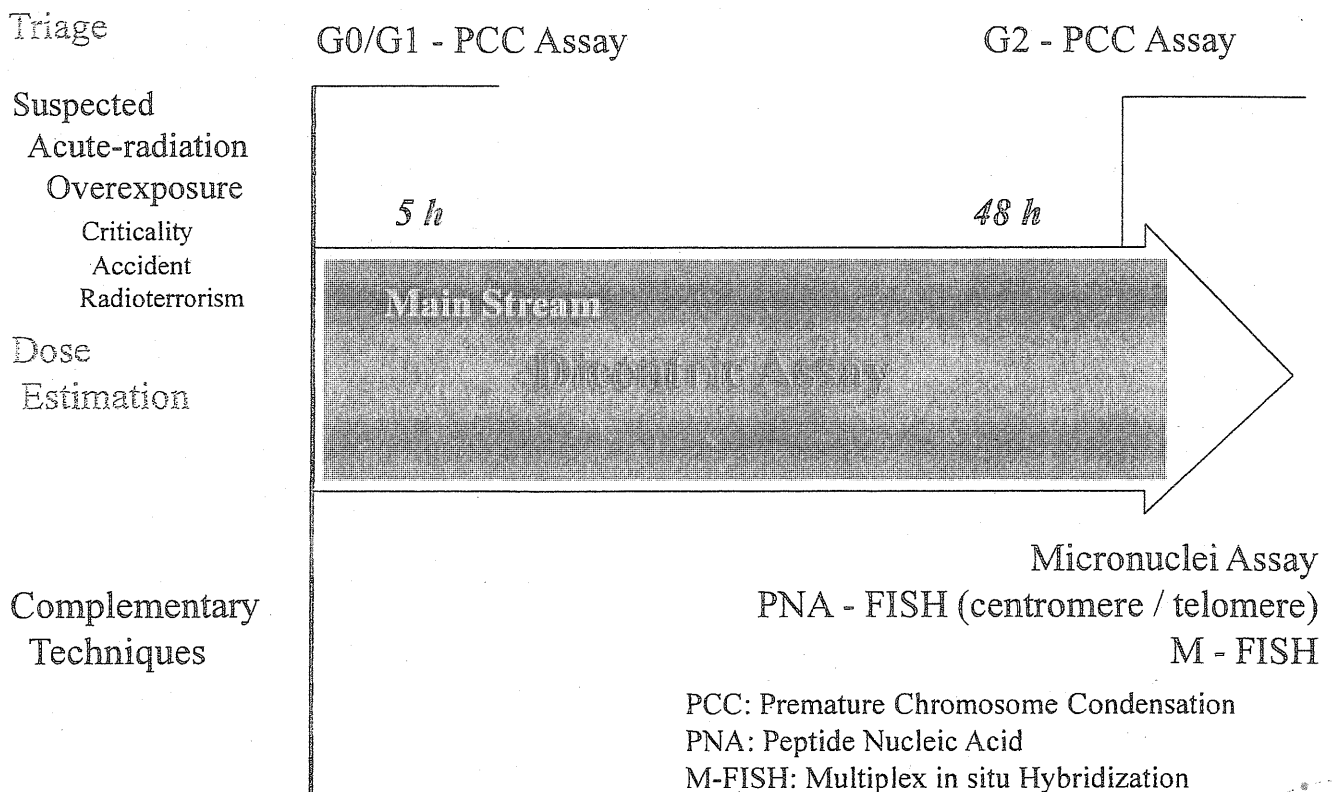 Triage
G0/G1 - PCC Assay
G2 - PCC Assay
Suspected
Acute-radiation
Overexposure
Criticality
Accident
Radioterrorism
5 h
48 h
Main Stream
Dicentric Assay
Dose
Estimation
Complementary
Techniques
Micronuclei Assay
PNA - FISH (centromere / telomere)
M - FISH
PCC: Premature Chromosome Condensation
PNA: Peptide Nucleic Acid
M-FISH: Multiplex in situ Hybridization